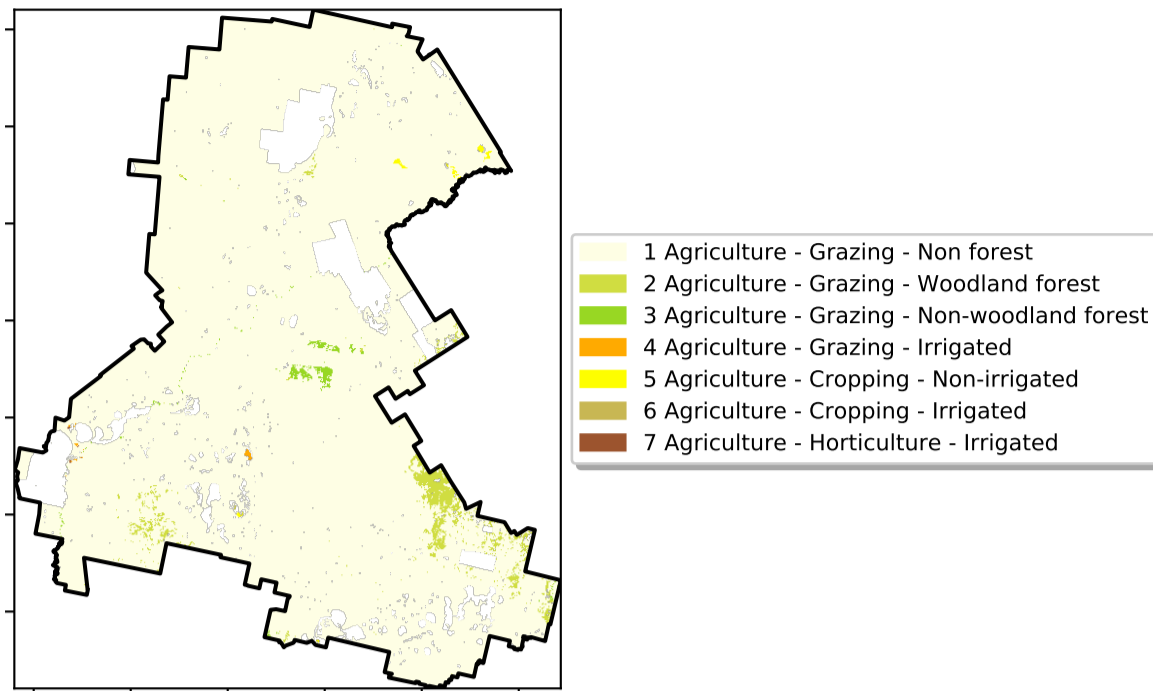 1 Agriculture - Grazing - Non forest
2 Agriculture - Grazing - Woodland forest
3 Agriculture - Grazing - Non-woodland forest
4 Agriculture - Grazing - Irrigated
5 Agriculture - Cropping - Non-irrigated
6 Agriculture - Cropping - Irrigated
7 Agriculture - Horticulture - Irrigated